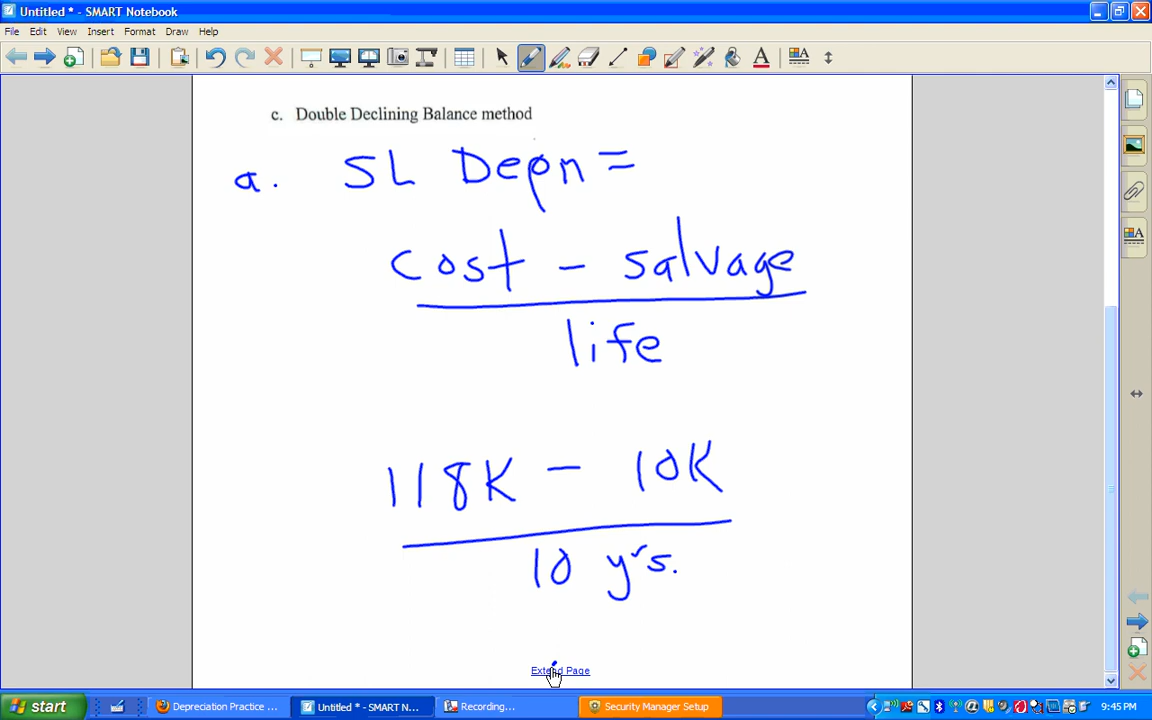 Untitled * - SMART Notebook
File Edit View Insert Format Draw Help
c. Double Declining Balance method
a. SL Depn =
cost - salvage
life
118K - 10K
10 yrs.
Extend Page
start Depreciation Practice ... Untitled * - SMART N... Recording... Security Manager Setup 9:45 PM